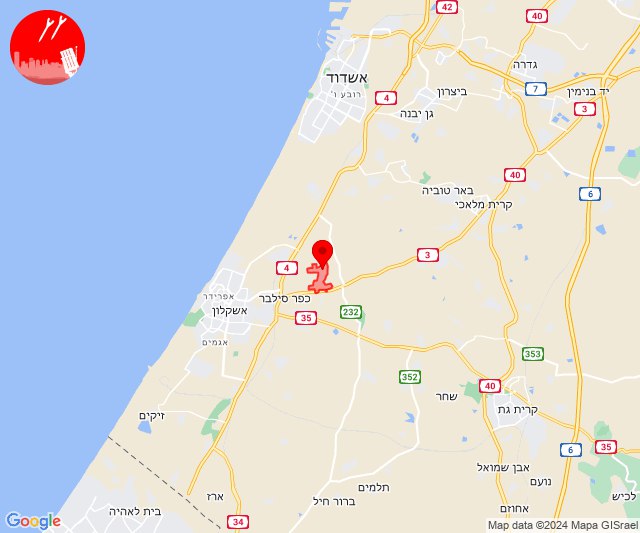 42
40
גדרה
אשדוד
רובע ו'
4
ביצרון
7
יד בנימין
3
גן יבנה
40
באר טוביה
קרית מלאכי
6
3
4
אפרידר
כפר סילבר
אשקלון
35
232
אגמים
353
352
40
שחר
קרית גת
זיקים
35
6
אבן שמואל
נועם
תלמים
לכיש
ארז
ברור חיל
אחוזם
בית לאהיה
34
Google
Map data ©2024 Mapa GISrael